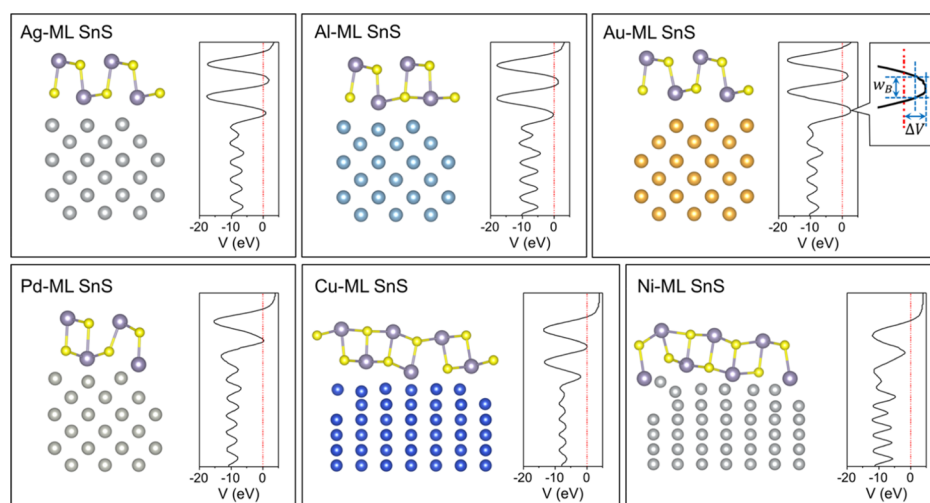 Ag-ML SnS
-20 -10 0
V (eV)
Al-ML SnS
-20 -10 0
V (eV)
Au-ML SnS
w_B
ΔV
-20 -10 0
V (eV)
Pd-ML SnS
-20 -10 0
V (eV)
Cu-ML SnS
-20 -10 0
V (eV)
Ni-ML SnS
-20 -10 0
V (eV)